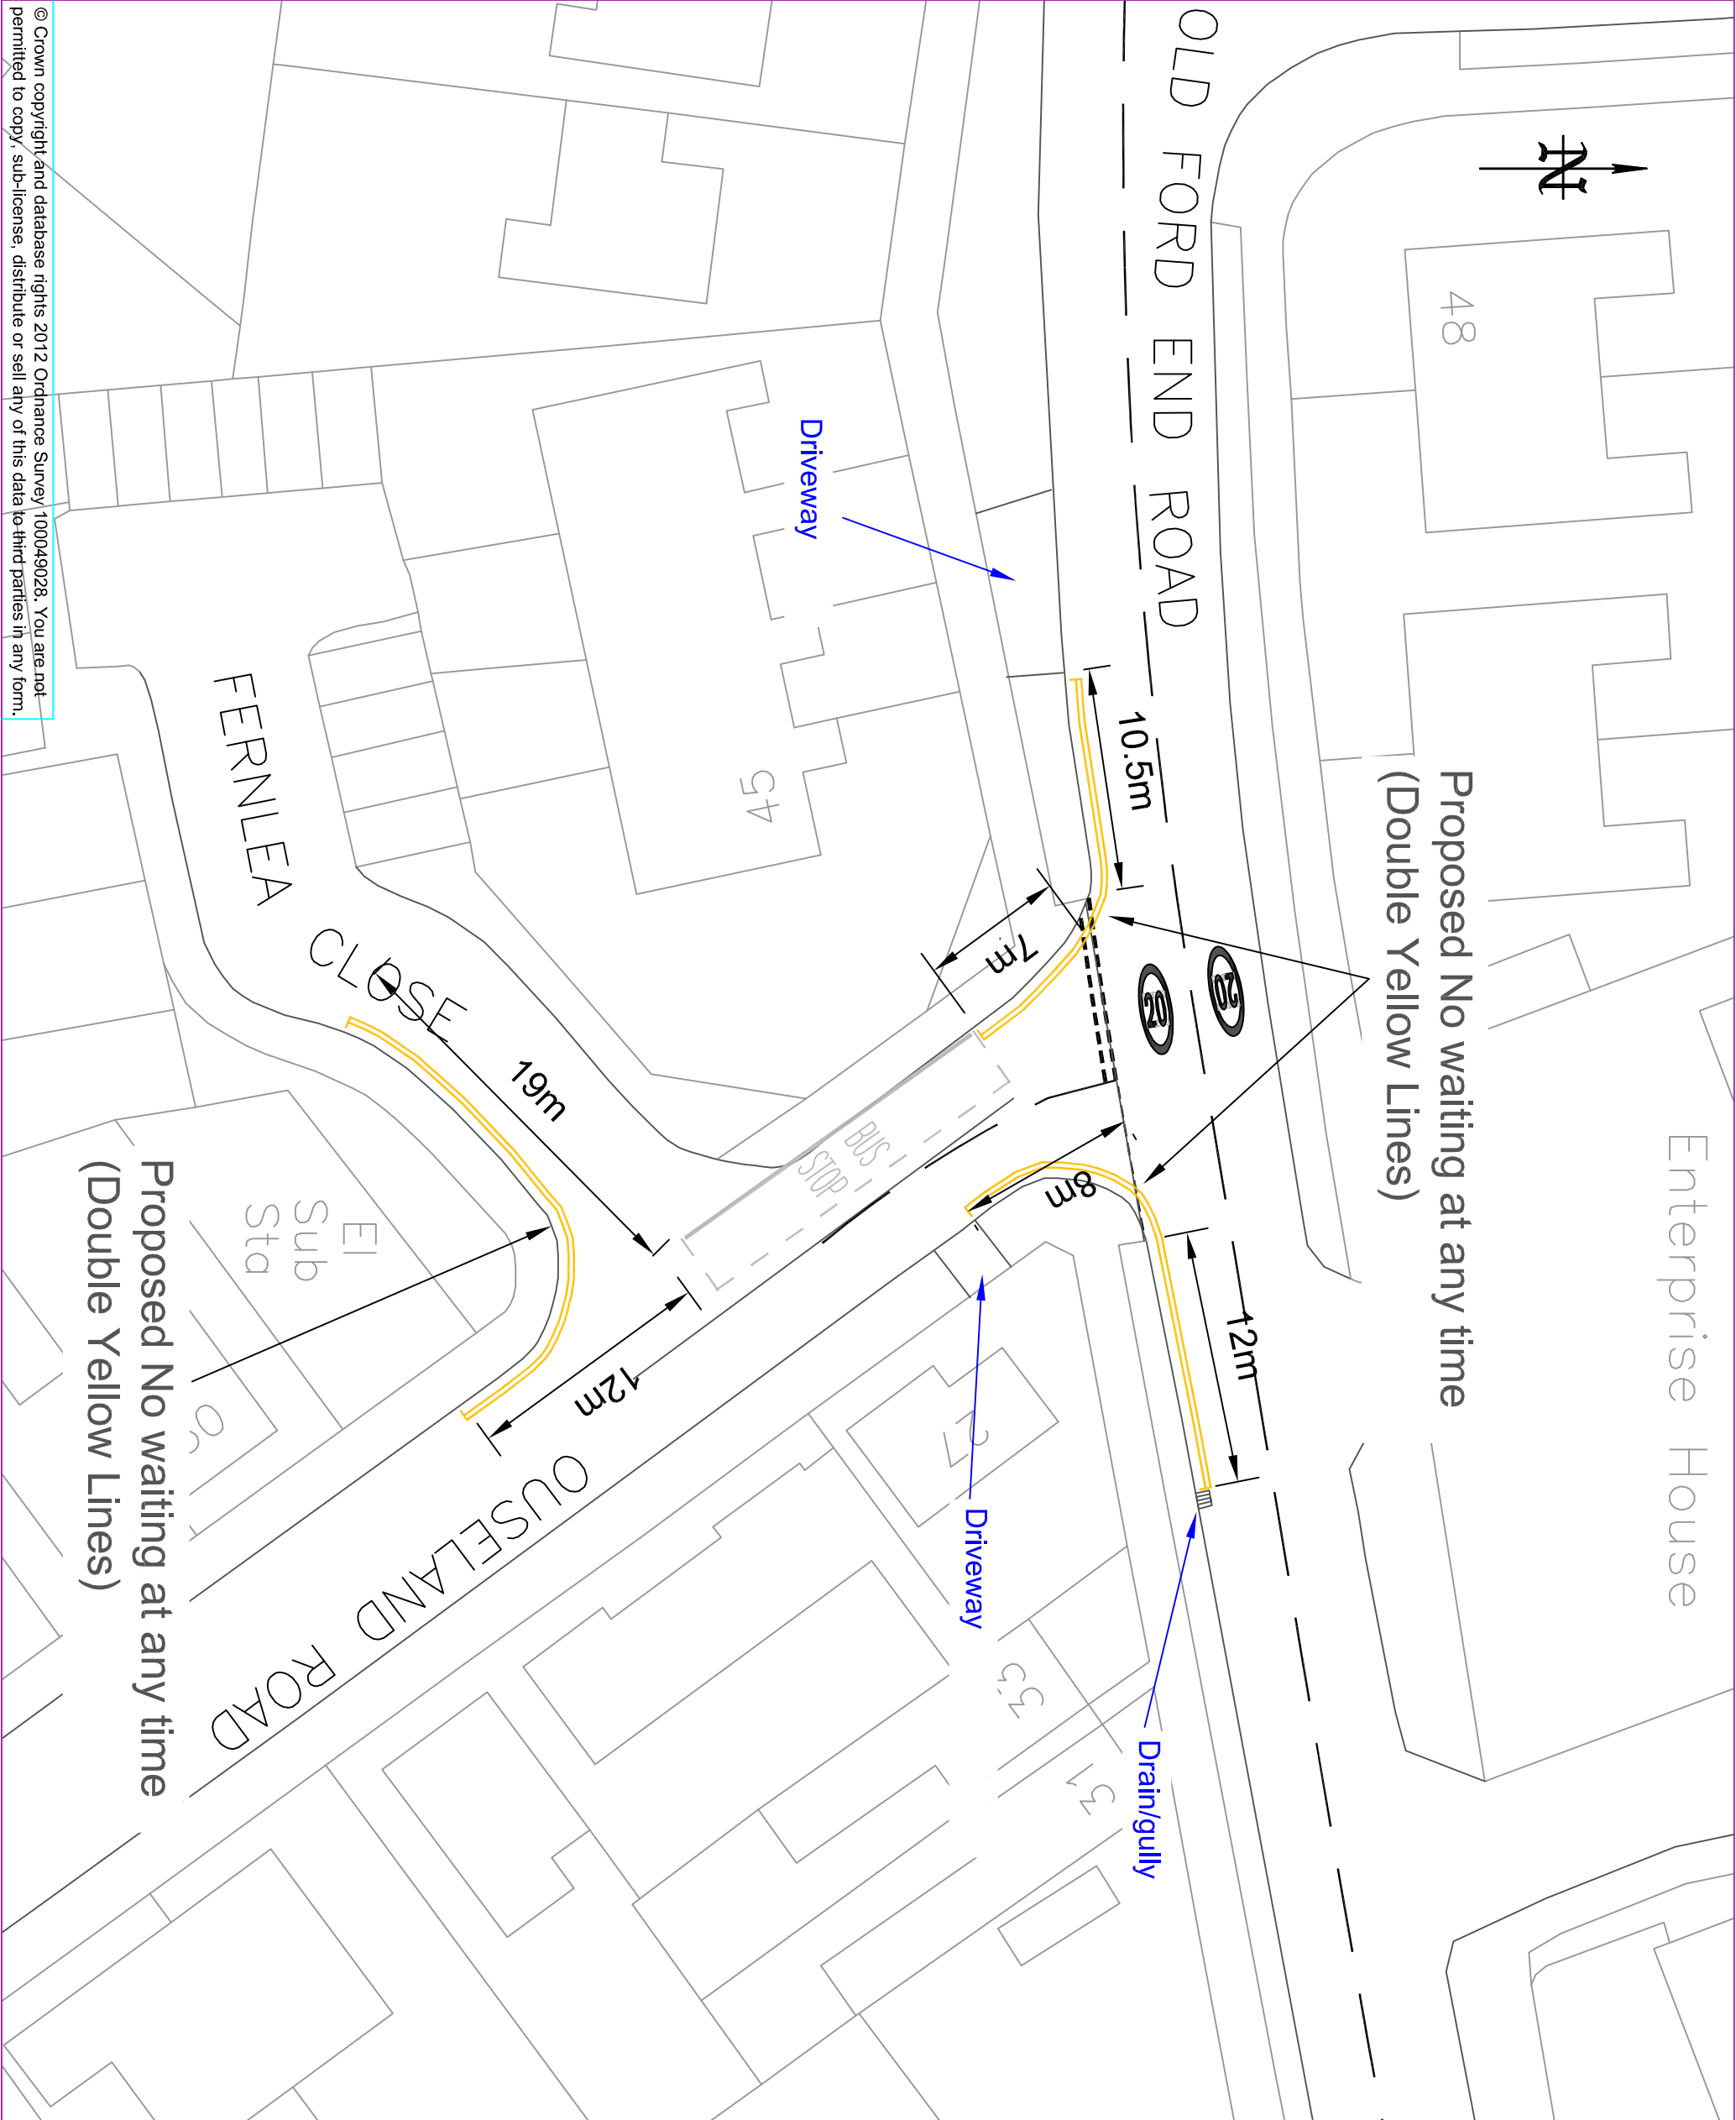 N
OLD FORD END ROAD
48
Proposed No waiting at any time
(Double Yellow Lines)
Enterprise House
Driveway
10.5m
45
7m
20
20
FERNLEA CLOSE
19m
BUS
STOP
8m
12m
12m
El
Sub
Sta
27
Driveway
33
31
Drain/gully
OUSELAND ROAD
Proposed No waiting at any time
(Double Yellow Lines)
© Crown copyright and database rights 2012 Ordnance Survey 100049028. You are not
permitted to copy, sub-license, distribute or sell any of this data to third parties in any form.